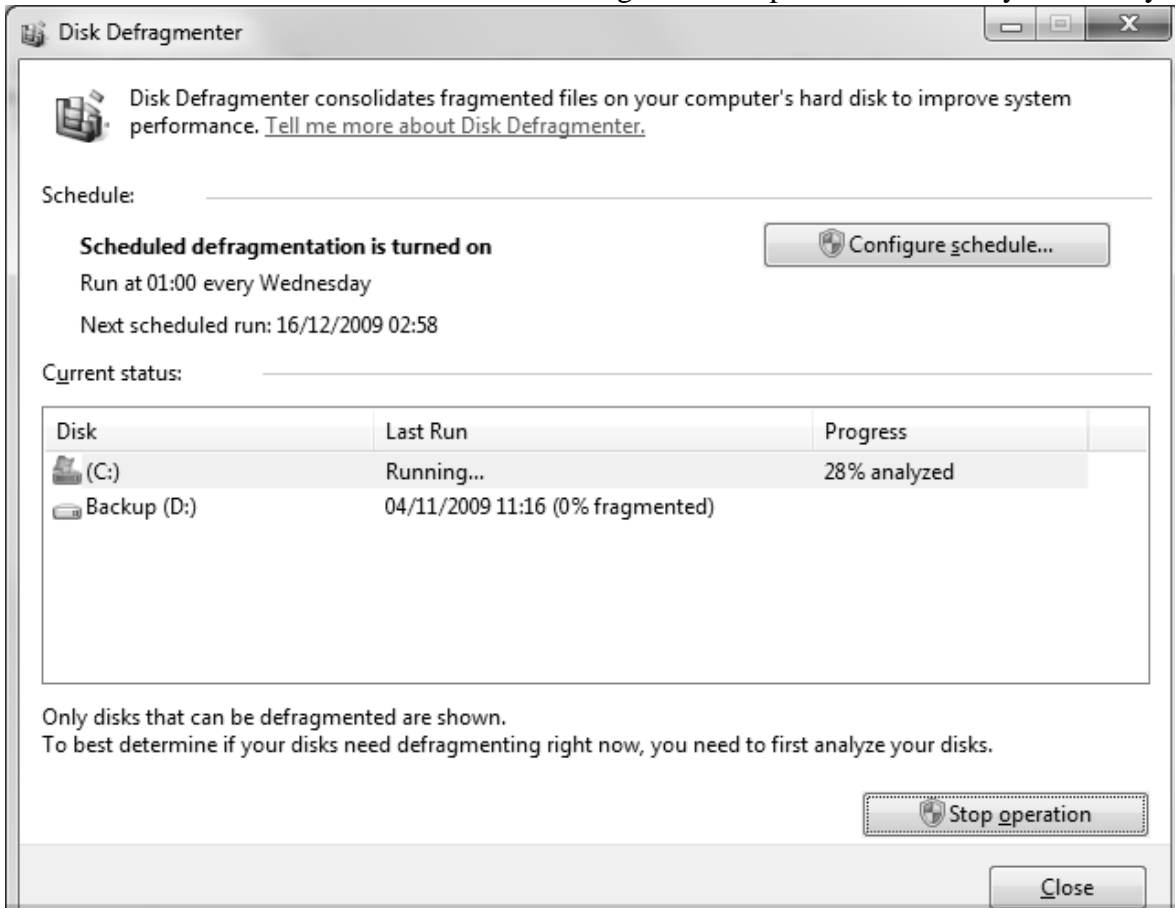 Disk Defragmenter
Disk Defragmenter consolidates fragmented files on your computer's hard disk to improve system
performance. Tell me more about Disk Defragmenter.
Schedule:
Scheduled defragmentation is turned on
Configure schedule...
Run at 01:00 every Wednesday
Next scheduled run: 16/12/2009 02:58
Current status:
Disk Last Run Progress
(C:) Running... 28% analyzed
Backup (D:) 04/11/2009 11:16 (0% fragmented)
Only disks that can be defragmented are shown.
To best determine if your disks need defragmenting right now, you need to first analyze your disks.
Stop operation
Close